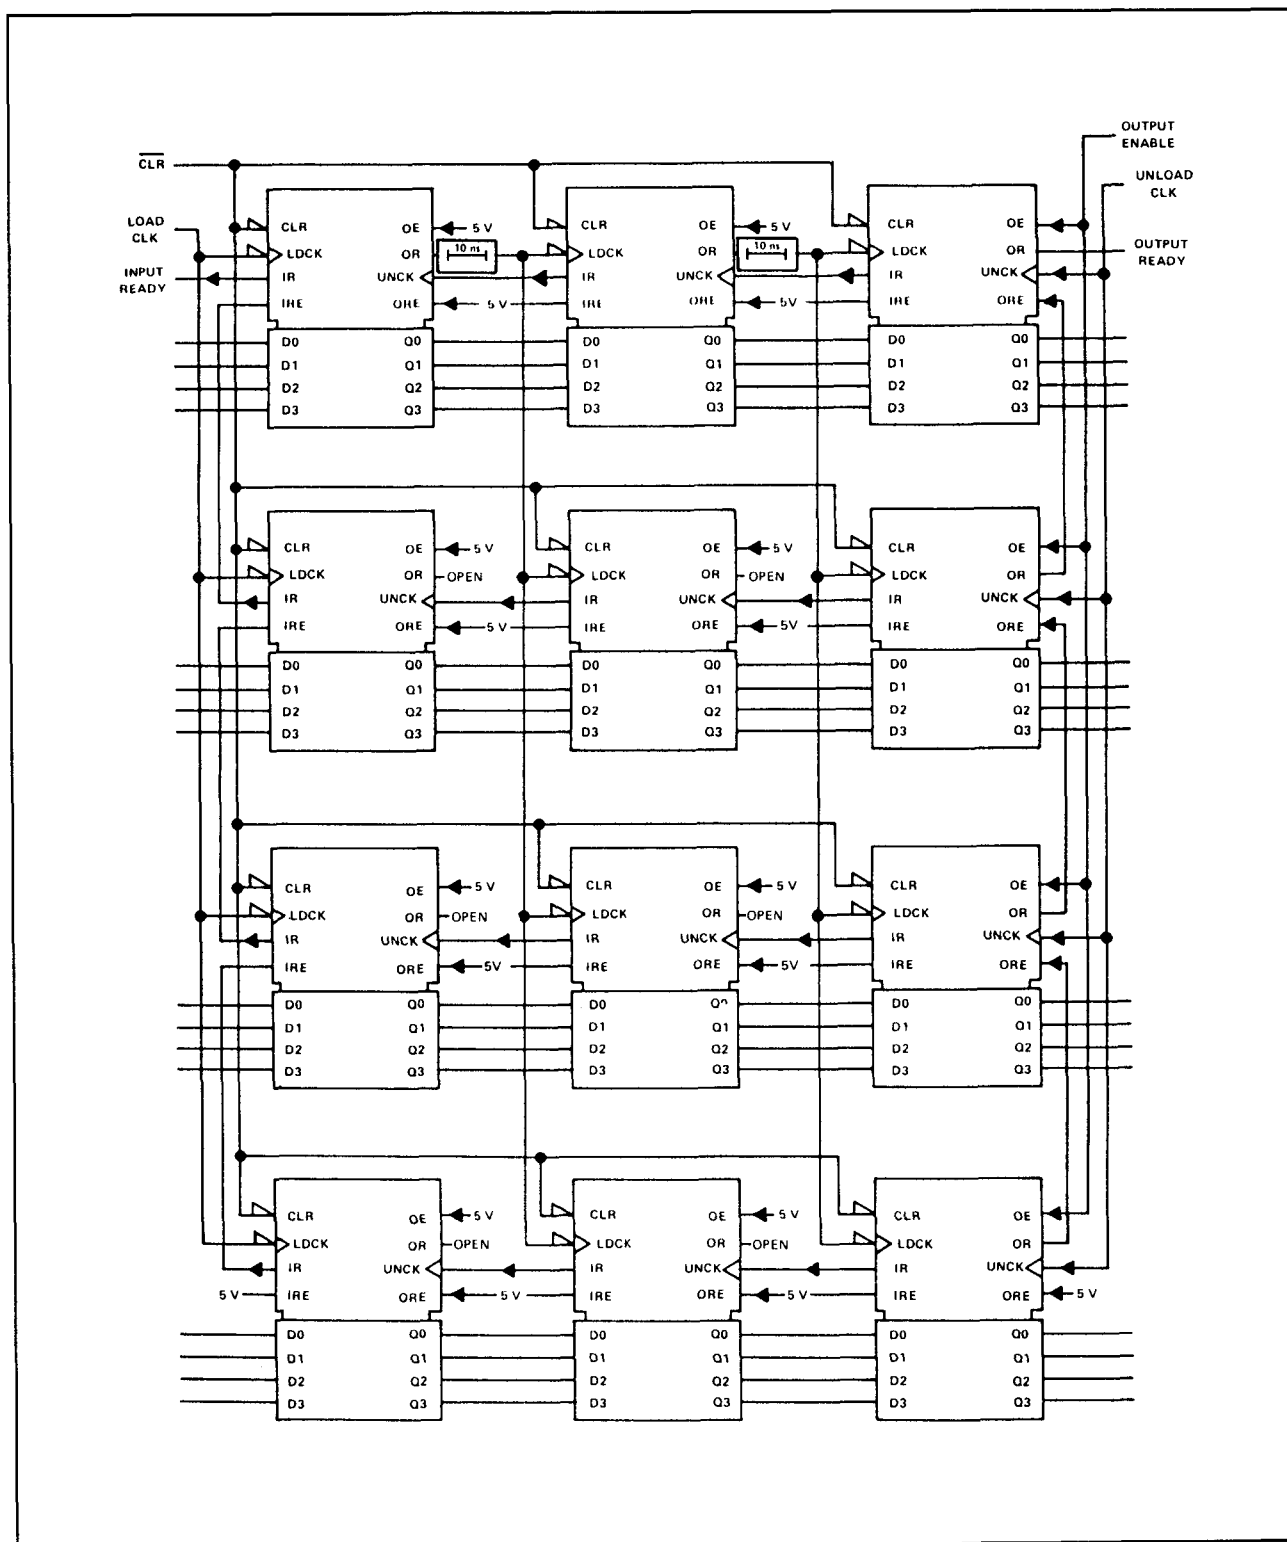 OUTPUT
ENABLE
CLR
UNLOAD
CLK
LOAD
CLK
CLR OE 5 V CLR OE 5 V CLR OE
10 ns 10 ns
LDCK OR LDCK OR LDCK OR OUTPUT
READY
INPUT
READY
IR UNCK IR UNCK IR UNCK
IRE ORE 5 V IRE ORE 5V IRE ORE
D0 Q0 D0 Q0 D0 Q0
D1 Q1 D1 Q1 D1 Q1
D2 Q2 D2 Q2 D2 Q2
D3 Q3 D3 Q3 D3 Q3
CLR OE 5 V CLR OE 5V CLR OE
LDCK OR OPEN LDCK OR OPEN LDCK OR
IR UNCK IR UNCK IR UNCK
IRE ORE 5 V IRE ORE 5V IRE ORE
D0 Q0 D0 Q0 D0 Q0
D1 Q1 D1 Q1 D1 Q1
D2 Q2 D2 Q2 D2 Q2
D3 Q3 D3 Q3 D3 Q3
CLR OE 5 V CLR OE 5 V CLR OE
LDCK OR OPEN LDCK OR OPEN LDCK OR
IR UNCK IR UNCK IR UNCK
IRE ORE 5V IRE ORE 5V IRE ORE
D0 Q0 D0 D0 Q0
D1 Q1 D1 Q1 D1 Q1
D2 Q2 D2 Q2 D2 Q2
D3 Q3 D3 Q3 D3 Q3
CLR OE 5 V CLR OE 5 V CLR OE
LDCK OR OPEN LDCK OR OPEN LDCK OR
IR UNCK IR UNCK IR UNCK
5 V IRE ORE 5 V IRE ORE 5 V IRE ORE 5 V
D0 Q0 D0 Q0 D0 Q0
D1 Q1 D1 Q1 D1 Q1
D2 Q2 D2 Q2 D2 Q2
D3 Q3 D3 Q3 D3 Q3